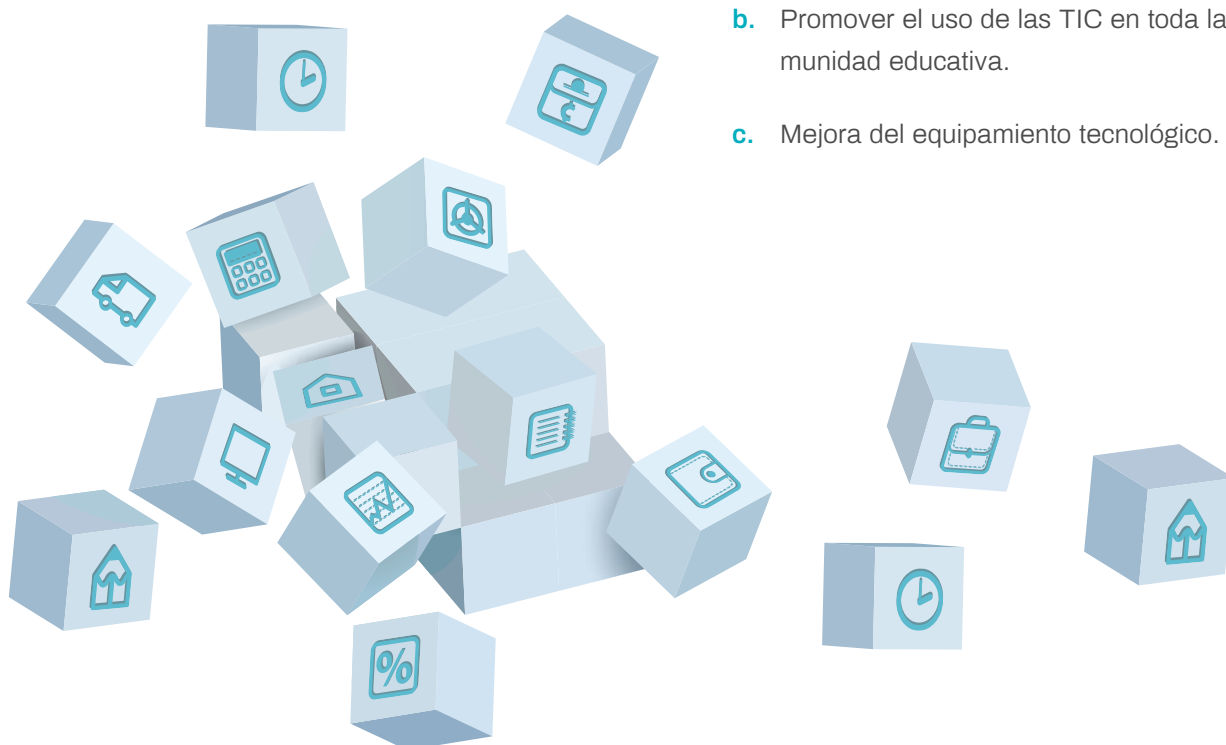 b. Promover el uso de las TIC en toda la
munidad educativa.
c. Mejora del equipamiento tecnológico.
%